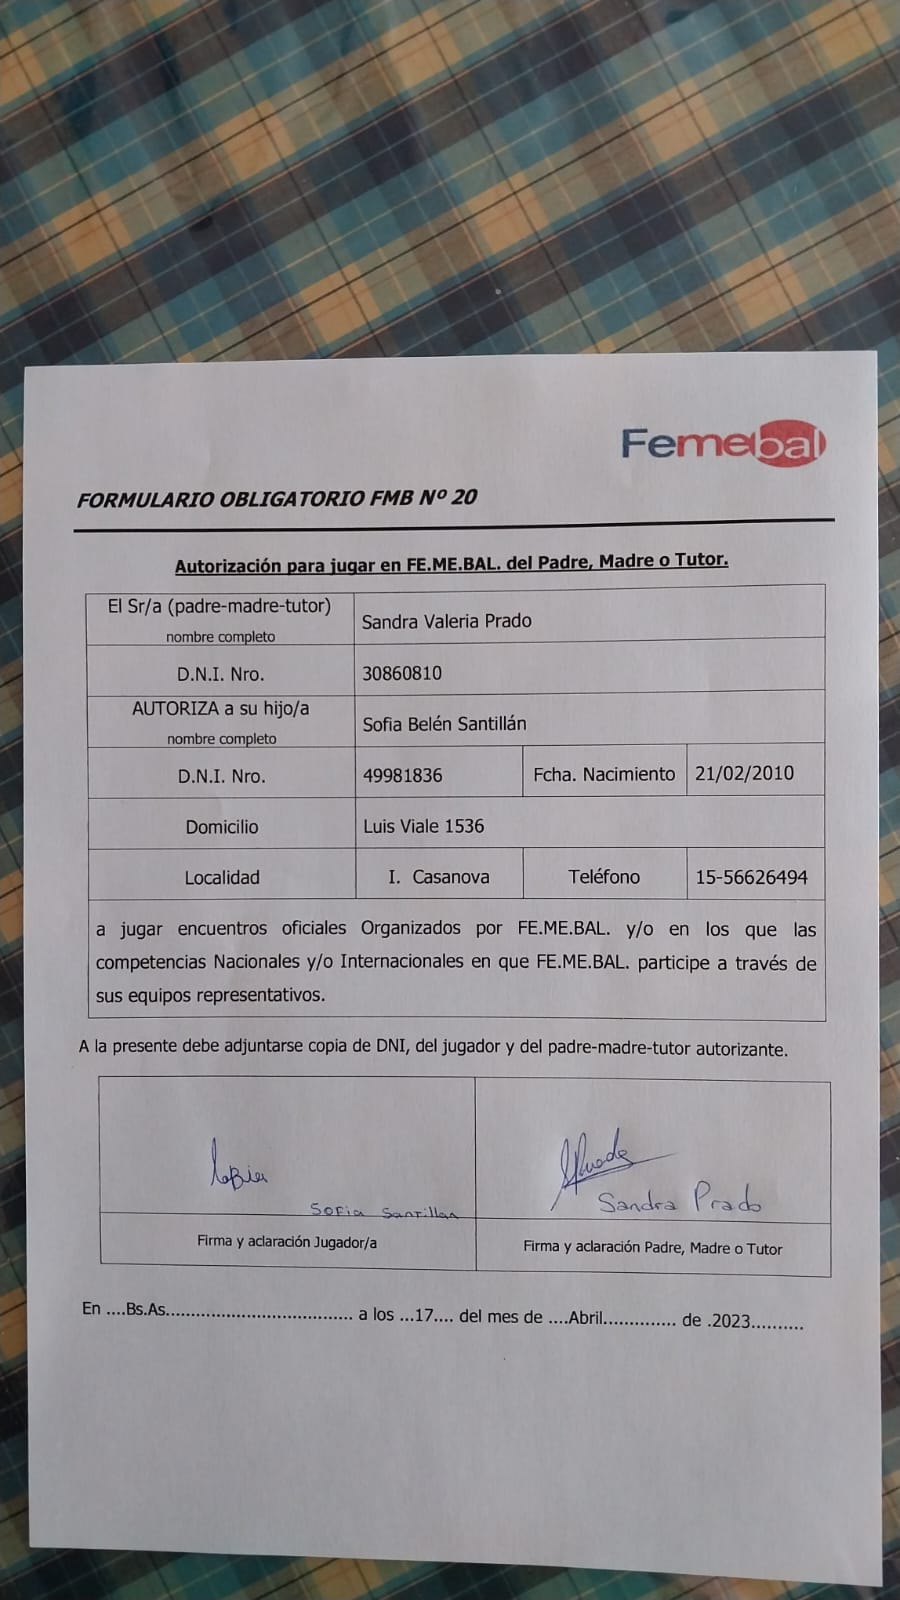 Femebal
FORMULARIO OBLIGATORIO FMB Nº 20
Autorización para jugar en FE.ME.BAL. del Padre, Madre o Tutor.
El Sr/a (padre-madre-tutor)
nombre completo
Sandra Valeria Prado
D.N.I. Nro.
30860810
AUTORIZA a su hijo/a
nombre completo
Sofia Belén Santillán
D.N.I. Nro.
49981836
Fcha. Nacimiento
21/02/2010
Domicilio
Luis Viale 1536
Localidad
I. Casanova
Teléfono
15-56626494
a jugar encuentros oficiales Organizados por FE.ME.BAL. y/o en los que las
competencias Nacionales y/o Internacionales en que FE.ME.BAL. participe a través de
sus equipos representativos.
A la presente debe adjuntarse copia de DNI, del jugador y del padre-madre-tutor autorizante.
Sofia Santillan
Firma y aclaración Jugador/a
Sandra Prado
Firma y aclaración Padre, Madre o Tutor
En ....Bs.As..................................... a los ...17.... del mes de ....Abril............... de .2023...........